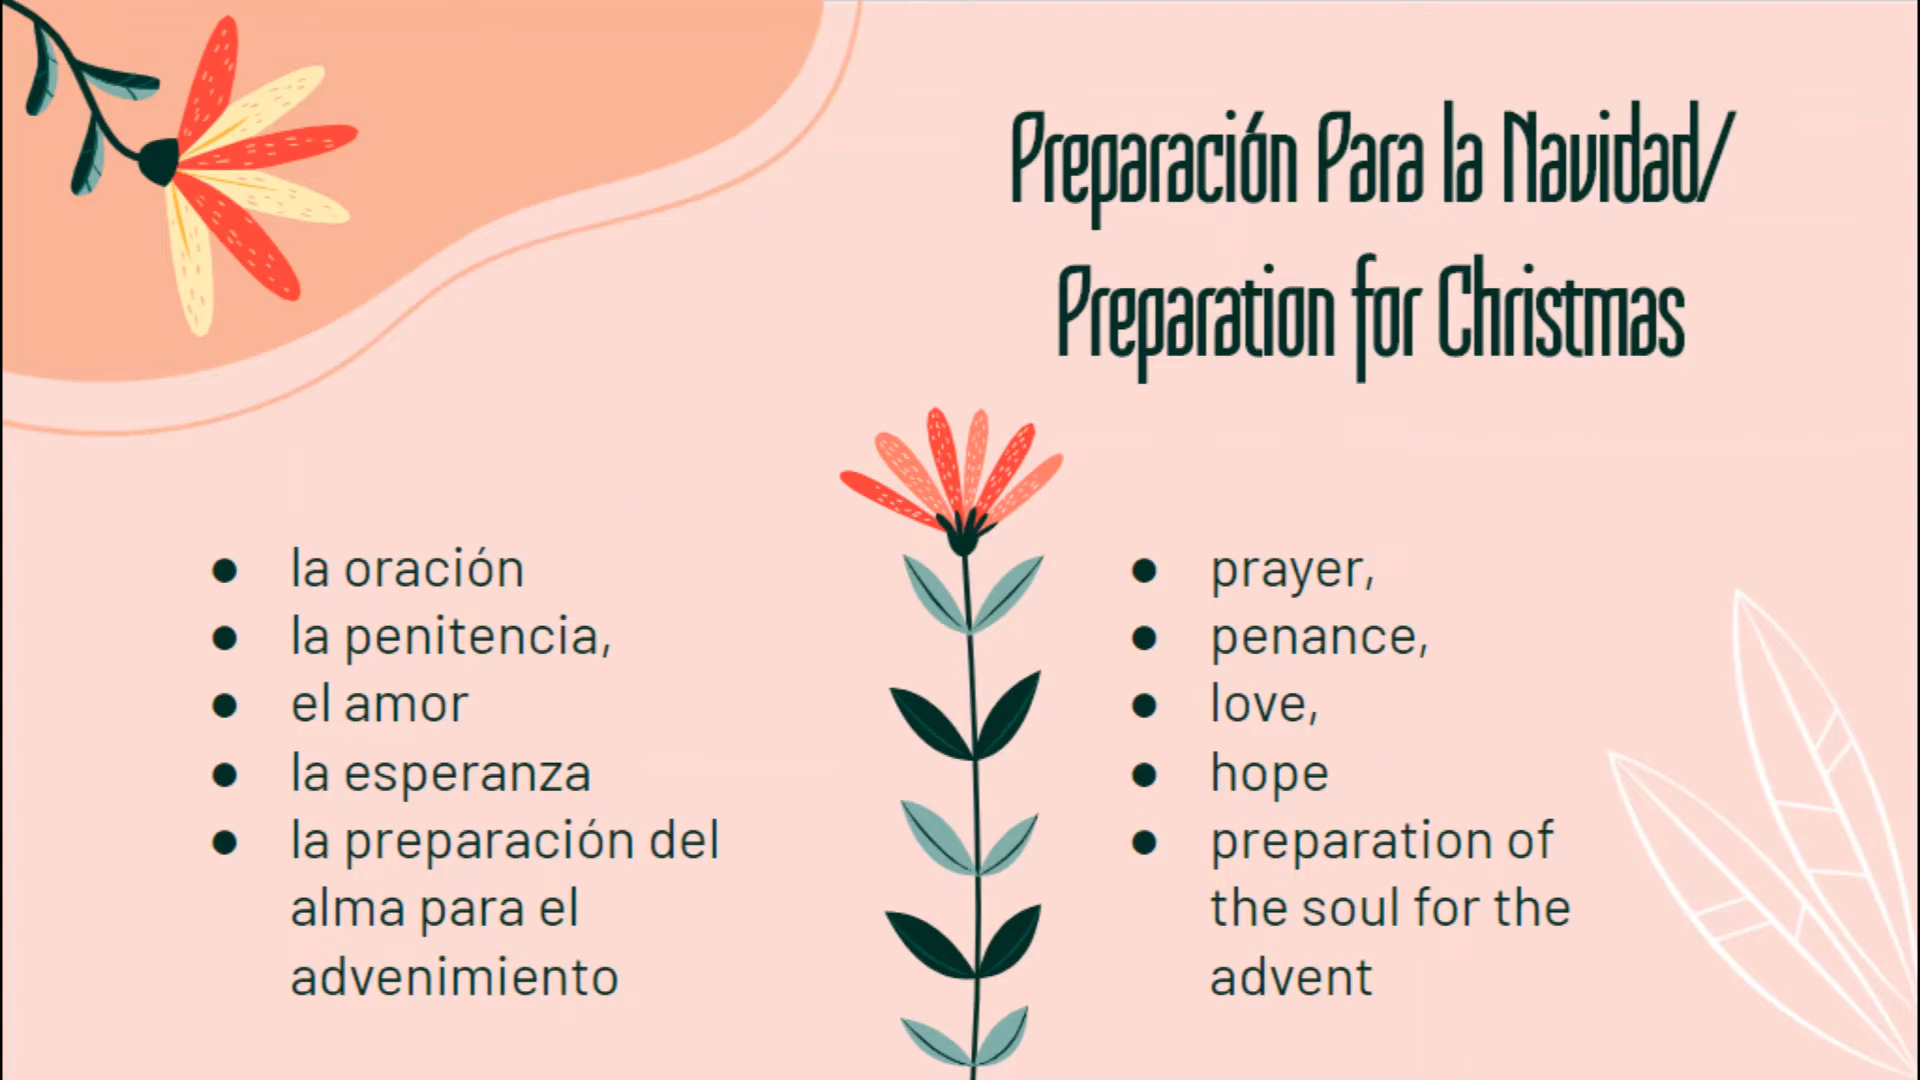 Preparación Para la Navidad/
Preparation for Christmas
● la oración
● la penitencia,
● el amor
● la esperanza
● la preparación del
alma para el
advenimiento
● prayer,
● penance,
● love,
● hope
● preparation of
the soul for the
advent